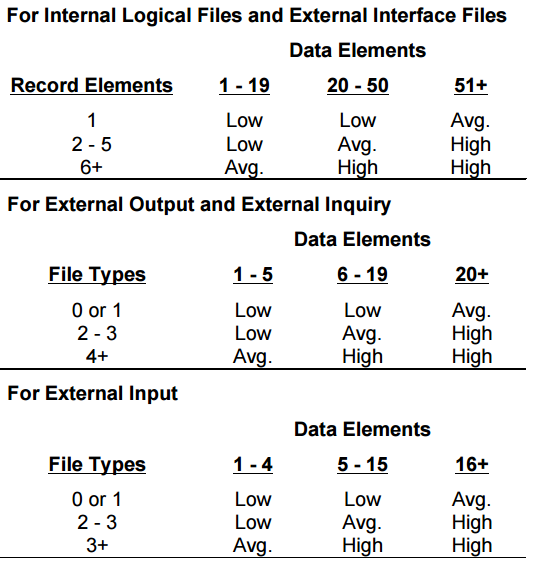 For Internal Logical Files and External Interface Files
Data Elements
Record Elements 1 - 19 20 - 50 51+
1 Low Low Avg.
2 - 5 Low Avg. High
6+ Avg. High High
For External Output and External Inquiry
Data Elements
File Types 1 - 5 6 - 19 20+
0 or 1 Low Low Avg.
2 - 3 Low Avg. High
4+ Avg. High High
For External Input
Data Elements
File Types 1 - 4 5 - 15 16+
0 or 1 Low Low Avg.
2 - 3 Low Avg. High
3+ Avg. High High